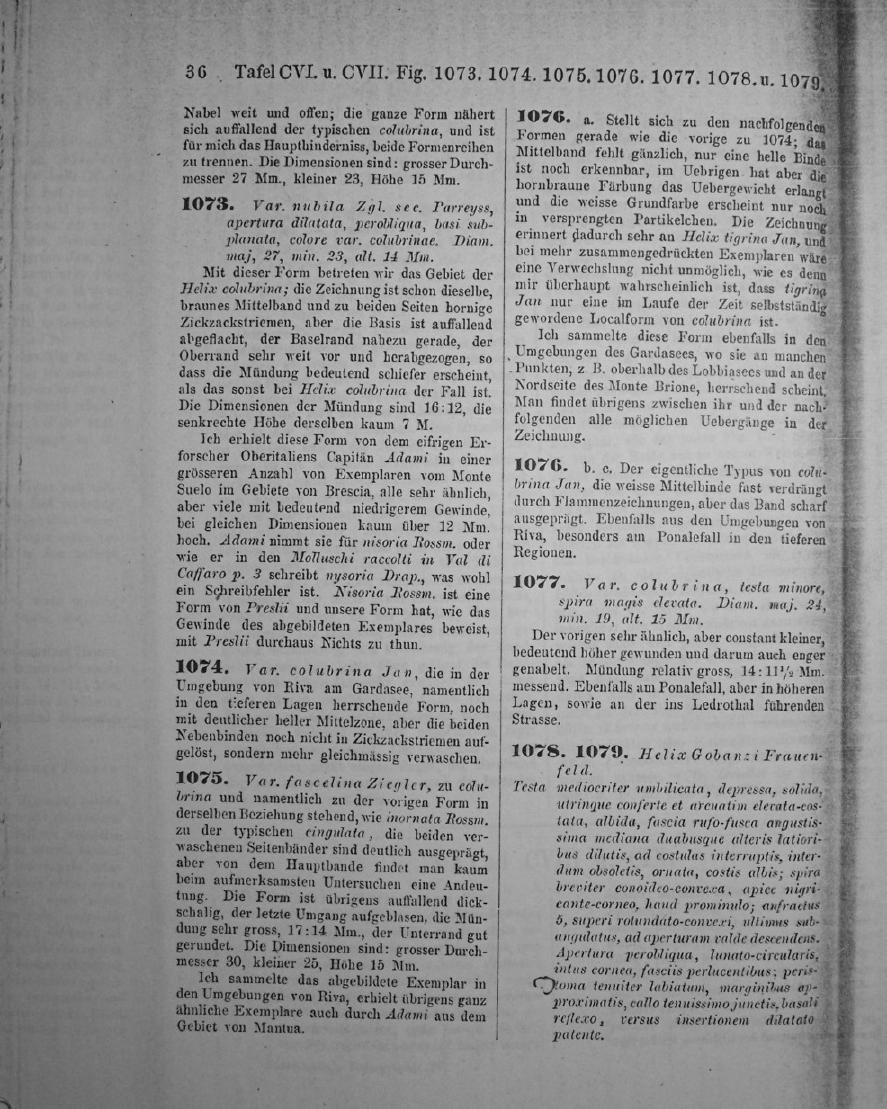 36 Tafel CVI. u. CVII. Fig. 1073. 1074. 1075. 1076. 1077. 1078. u. 1079.
Nabel weit und offen; die ganze Form nähert
sich auffallend der typischen colubrina, und ist
für mich das Haupthinderniss, beide Formenreihen
zu trennen. Die Dimensionen sind: grosser Durch-
messer 27 Mm., kleiner 23, Höhe 15 Mm.
1073. Var. nubila Zgl. sec. Parreyss,
apertura dilatata, perobliqua, basi sub-
planata, colore var. colubrinae. Diam.
maj, 27, min. 23, alt. 14 Mm.
Mit dieser Form betreten wir das Gebiet der
Helix colubrina; die Zeichnung ist schon dieselbe,
braunes Mittelband und zu beiden Seiten hornige
Zickzackstriemen, aber die Basis ist auffallend
abgeflacht, der Baselrand nahezu gerade, der
Oberrand sehr weit vor und herabgezogen, so
dass die Mündung bedeutend schiefer erscheint,
als das sonst bei Helix colubrina der Fall ist.
Die Dimensionen der Mündung sind 16:12, die
senkrechte Höhe derselben kaum 7 M.
Ich erhielt diese Form von dem eifrigen Er-
forscher Oberitaliens Capitän Adami in einer
grösseren Anzahl von Exemplaren vom Monte
Suelo im Gebiete von Brescia, alle sehr ähnlich,
aber viele mit bedeutend niedrigerem Gewinde,
bei gleichen Dimensionen kaum über 12 Mm.
hoch. Adami nimmt sie für nisoria Rossm. oder
wie er in den Molluschi raccolti in Val di
Caffaro p. 3 schreibt nysoria Drap., was wohl
ein Schreibfehler ist. Nisoria Rossm. ist eine
Form von Preslii und unsere Form hat, wie das
Gewinde des abgebildeten Exemplares beweist,
mit Preslii durchaus Nichts zu thun.
1074. Var. colubrina Jan, die in der
Umgebung von Riva am Gardasee, namentlich
in den tieferen Lagen herrschende Form, noch
mit deutlicher heller Mittelzone, aber die beiden
Nebenbinden noch nicht in Zickzackstriemen auf-
gelöst, sondern mehr gleichmässig verwaschen.
1075. Var. fascelina Ziegler, zu colu-
brina und namentlich zu der vorigen Form in
derselben Beziehung stehend, wie inornata Rossm.
zu der typischen cingulata, die beiden ver-
waschenen Seitenbänder sind deutlich ausgeprägt,
aber von dem Hauptbande findet man kaum
beim aufmerksamsten Untersuchen eine Andeu-
tung. Die Form ist übrigens auffallend dick-
schalig, der letzte Umgang aufgeblasen, die Mün-
dung sehr gross, 17:14 Mm., der Unterrand gut
gerundet. Die Dimensionen sind: grosser Durch-
messer 30, kleiner 25, Höhe 15 Mm.
Ich sammelte das abgebildete Exemplar in
den Umgebungen von Riva, erhielt übrigens ganz
ähnliche Exemplare auch durch Adami aus dem
Gebiet von Mantua.
1076. a. Stellt sich zu den nachfolgenden
Formen gerade wie die vorige zu 1074; das
Mittelband fehlt gänzlich, nur eine helle Binde
ist noch erkennbar, im Uebrigen hat aber die
hornbraune Färbung das Uebergewicht erlangt
und die weisse Grundfarbe erscheint nur noch
in versprengten Partikelchen. Die Zeichnung
erinnert dadurch sehr an Helix tigrina Jan, und
bei mehr zusammengedrückten Exemplaren wäre
eine Verwechslung nicht unmöglich, wie es denn
mir überhaupt wahrscheinlich ist, dass tigrina
Jan nur eine im Laufe der Zeit selbstständig
gewordene Localform von colubrina ist.
Ich sammelte diese Form ebenfalls in den
Umgebungen des Gardasees, wo sie an manchen
Punkten, z. B. oberhalb des Lobbiasees und an der
Nordseite des Monte Brione, herrschend scheint.
Man findet übrigens zwischen ihr und der nach-
folgenden alle möglichen Uebergänge in der
Zeichnung.
1076. b. c. Der eigentliche Typus von colu-
brina Jan, die weisse Mittelbinde fast verdrängt
durch Flammenzeichnungen, aber das Band scharf
ausgeprägt. Ebenfalls aus den Umgebungen von
Riva, besonders am Ponalefall in den tieferen
Regionen.
1077. Var. colubrina, testa minore,
spira magis elevata. Diam. maj. 24,
min. 19, alt. 15 Mm.
Der vorigen sehr ähnlich, aber constant kleiner,
bedeutend höher gewunden und darum auch enger
genabelt. Mündung relativ gross, 14:11½ Mm.
messend. Ebenfalls am Ponalefall, aber in höheren
Lagen, sowie an der ins Ledrothal führenden
Strasse.
1078. 1079. Helix Gobanzi Frauen-
feld.
Testa mediocriter umbilicata, depressa, solida,
utrinque conferte et arcuatim elevata-cos-
tata, albida, fascia rufo-fusca angustis-
sima mediana duabusque alteris latiori-
bus dilutis, ad costulas interruptis, inter-
dum obsoletis, ornata, costis albis; spira
breviter conoideo-convexa, apice nigri-
cante-corneo, haud prominulo; anfractus
5, superi rotundato-convexi, ultimus sub-
angulatus, ad aperturam valde descendens.
Apertura perobliqua, lunato-circularis,
intus cornea, fasciis perlucentibus; peris-
toma tenuiter labiatum, marginibus ap-
proximatis, callo tenuissimo junctis, basali
reflexo, versus insertionem dilatato
patente.